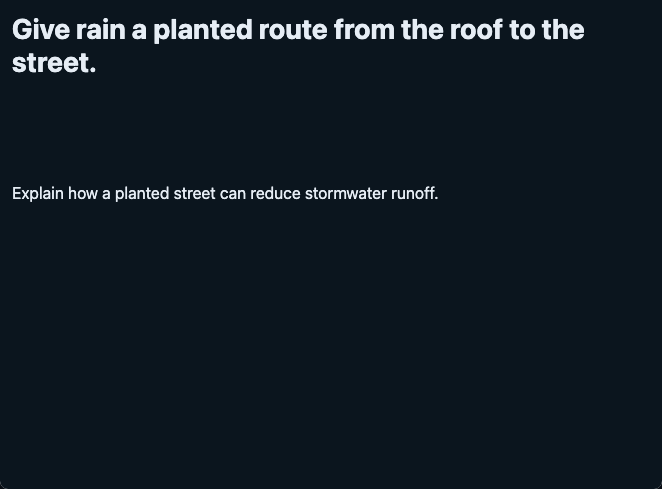 Give rain a planted route from the roof to the
street.
Explain how a planted street can reduce stormwater runoff.